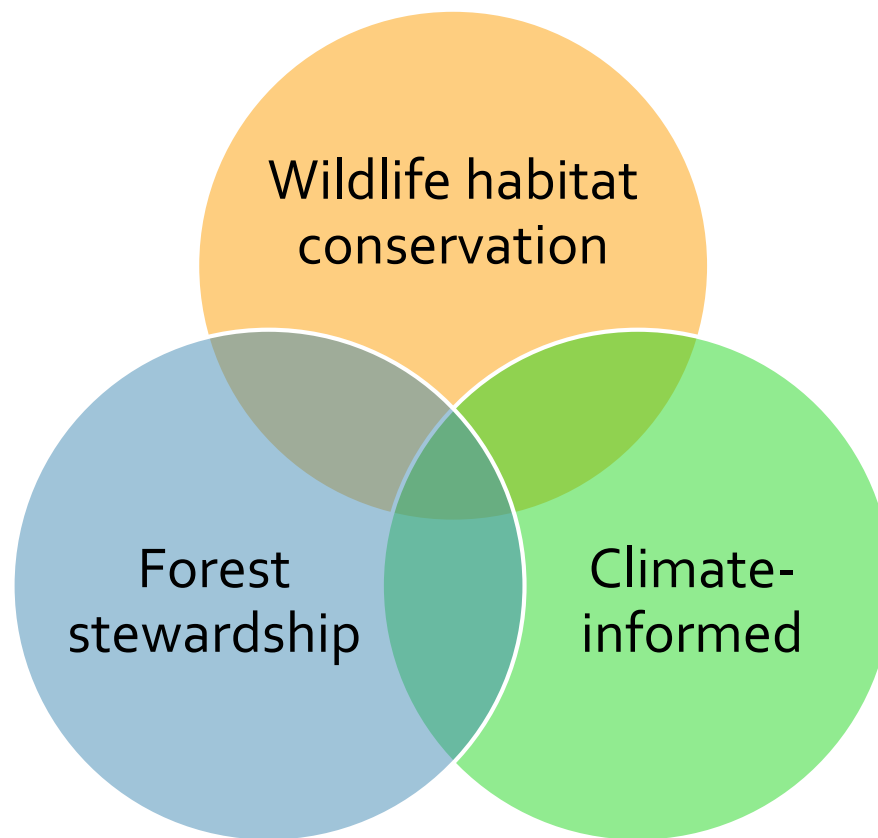 Wildlife habitat
conservation
Forest
stewardship
Climate-
informed